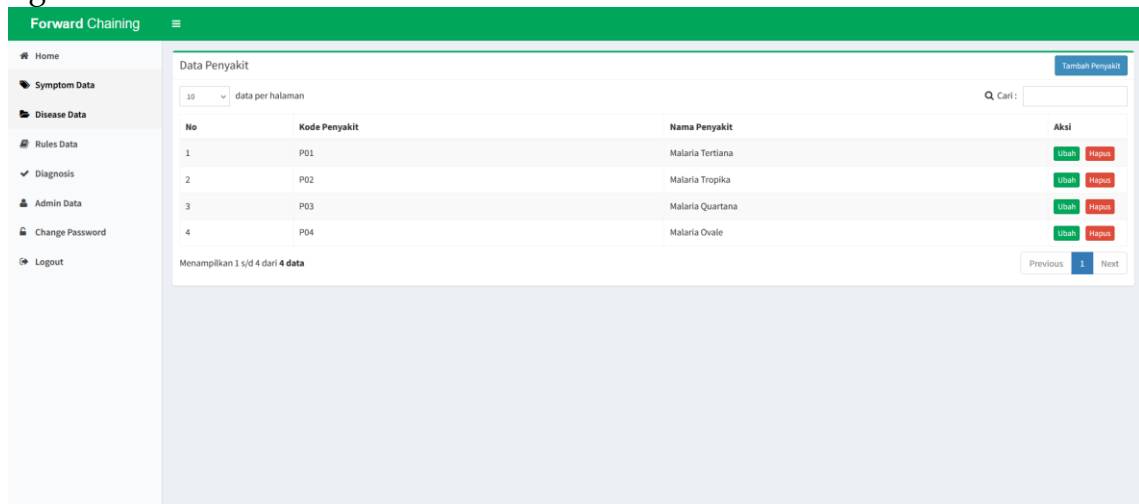 Forward Chaining
Home
Symptom Data
Disease Data
Rules Data
Diagnosis
Admin Data
Change Password
Logout
Data Penyakit
Tambah Penyakit
10 data per halaman
Cari :
No Kode Penyakit Nama Penyakit Aksi
1 P01 Malaria Tertiana Ubah Hapus
2 P02 Malaria Tropika Ubah Hapus
3 P03 Malaria Quartana Ubah Hapus
4 P04 Malaria Ovale Ubah Hapus
Menampilkan 1 s/d 4 dari 4 data
Previous 1 Next